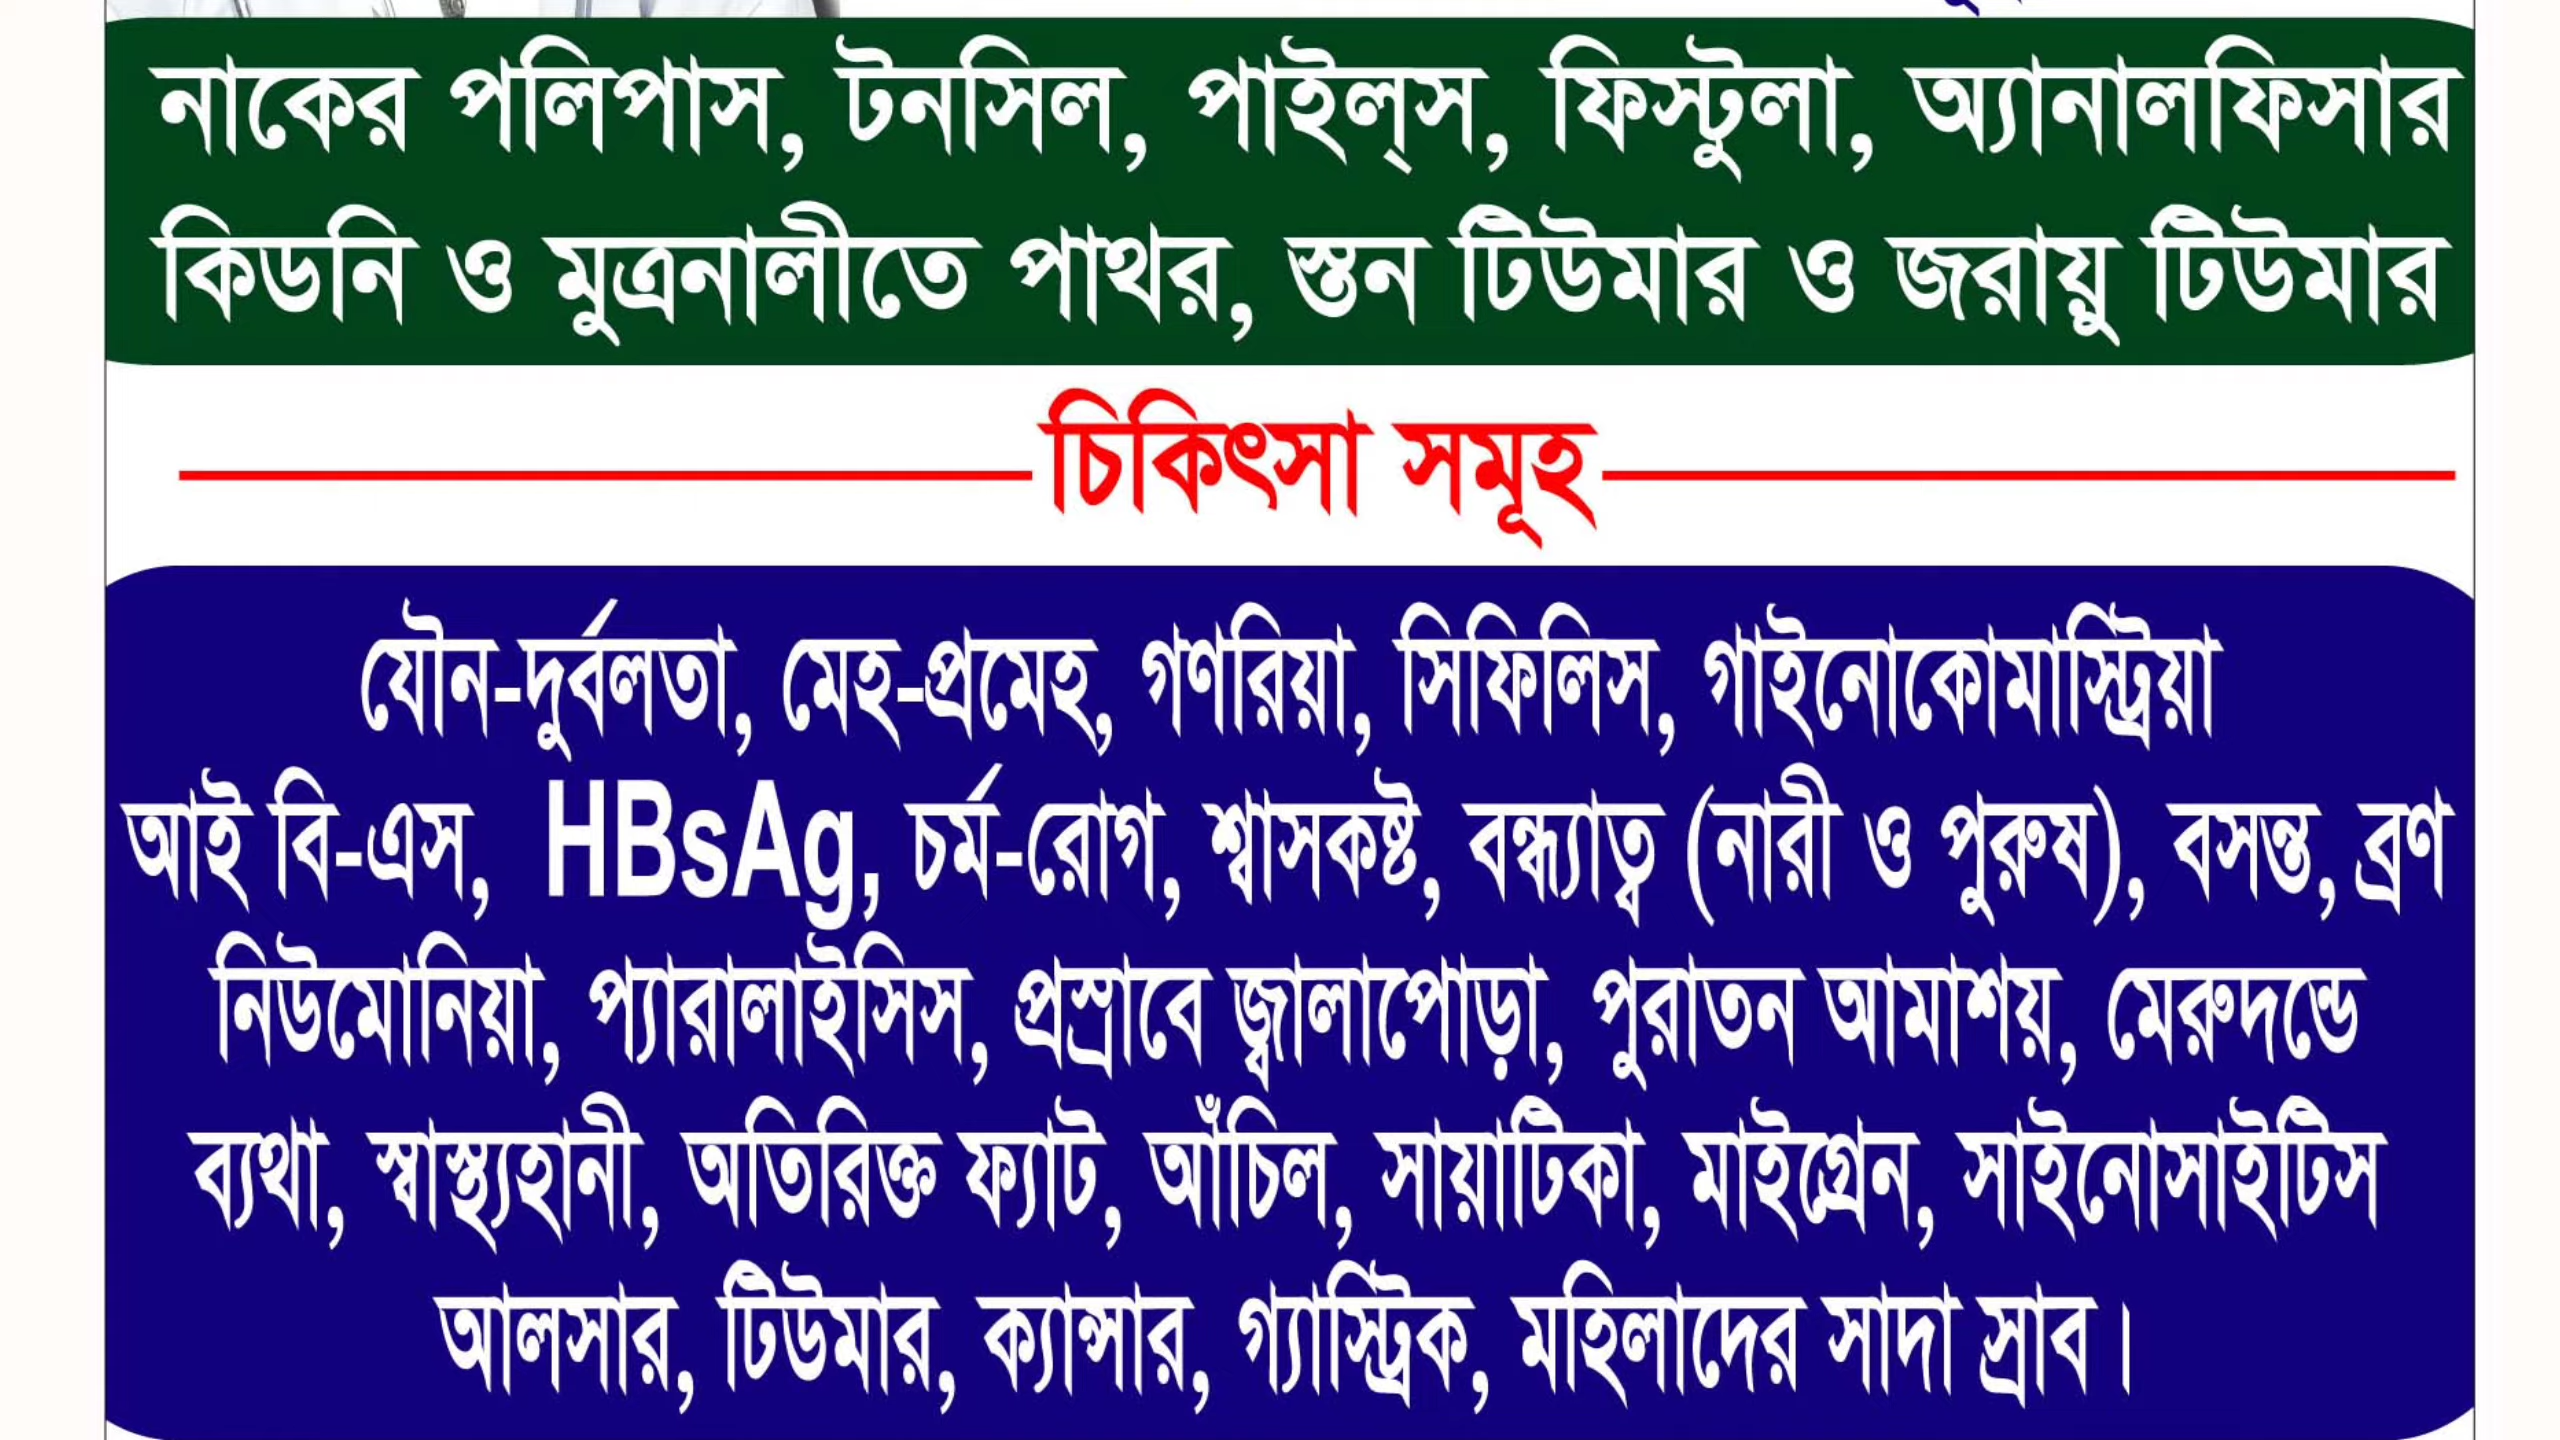 নাকের পলিপাস, টনসিল, পাইল্‌স, ফিস্টুলা, অ্যানালফিসার
কিডনি ও মুত্রনালীতে পাথর, স্তন টিউমার ও জরায়ু টিউমার
চিকিৎসা সমূহ
যৌন-দুর্বলতা, মেহ-প্রমেহ, গণরিয়া, সিফিলিস, গাইনোকোমাস্ট্রিয়া
আই বি-এস, HBsAg, চর্ম-রোগ, শ্বাসকষ্ট, বন্ধ্যাত্ব (নারী ও পুরুষ), বসন্ত, ব্রণ
নিউমোনিয়া, প্যারালাইসিস, প্রস্রাবে জ্বালাপোড়া, পুরাতন আমাশয়, মেরুদন্ডে
ব্যথা, স্বাস্থ্যহানী, অতিরিক্ত ফ্যাট, আঁচিল, সায়াটিকা, মাইগ্রেন, সাইনোসাইটিস
আলসার, টিউমার, ক্যান্সার, গ্যাস্ট্রিক, মহিলাদের সাদা স্রাব।